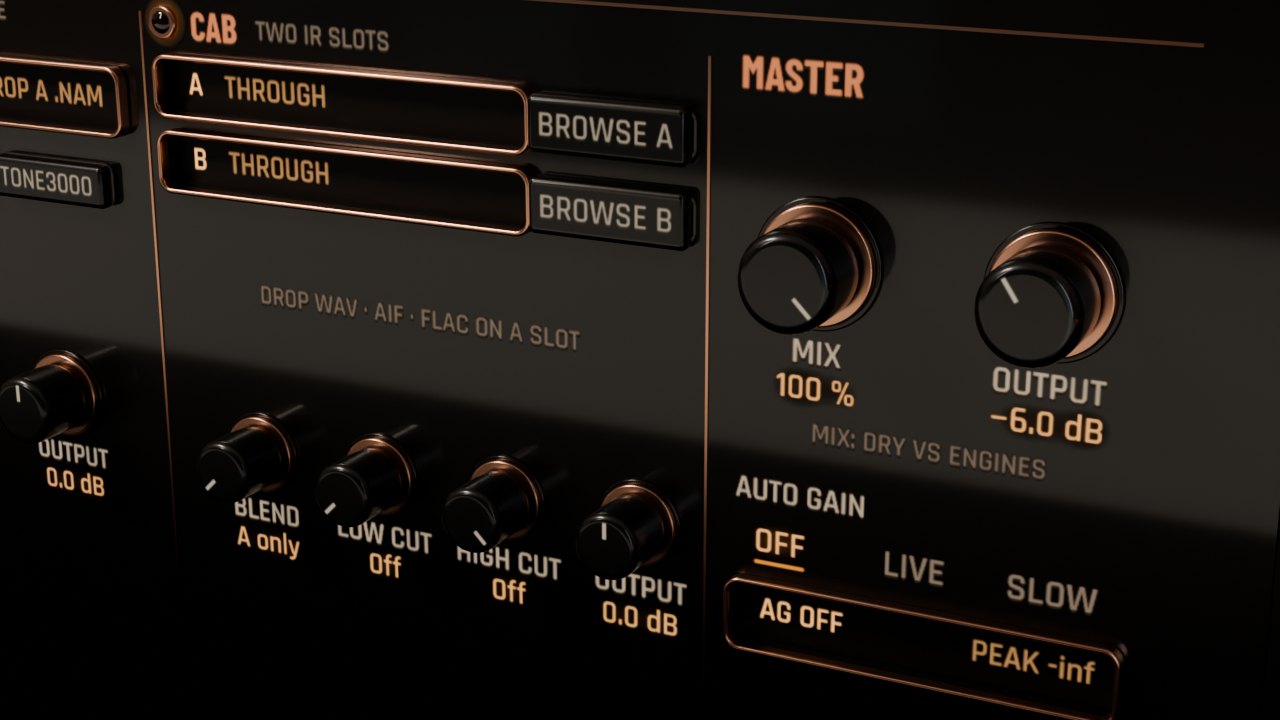 OP A .NAM
TONE3000
OUTPUT
0.0 dB
CAB TWO IR SLOTS
A THROUGH
BROWSE A
B THROUGH
BROWSE B
DROP WAV · AIF · FLAC ON A SLOT
BLEND
A only
LOW CUT
Off
HIGH CUT
Off
OUTPUT
0.0 dB
MASTER
MIX
100 %
OUTPUT
−6.0 dB
MIX: DRY VS ENGINES
AUTO GAIN
OFF LIVE SLOW
AG OFF PEAK -inf